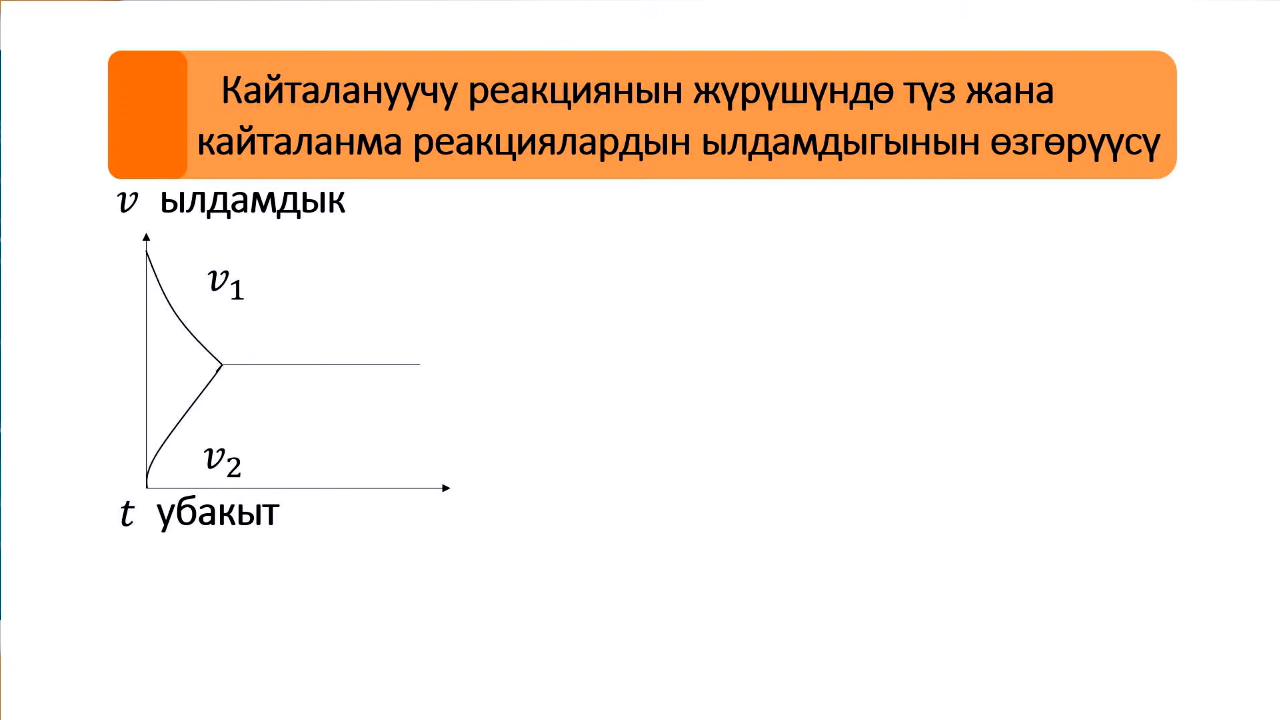 Кайталануучу реакциянын жүрүшүндө түз жана
кайталанма реакциялардын ылдамдыгынын өзгөрүүсү
v ылдамдык
v₁
v₂
t убакыт